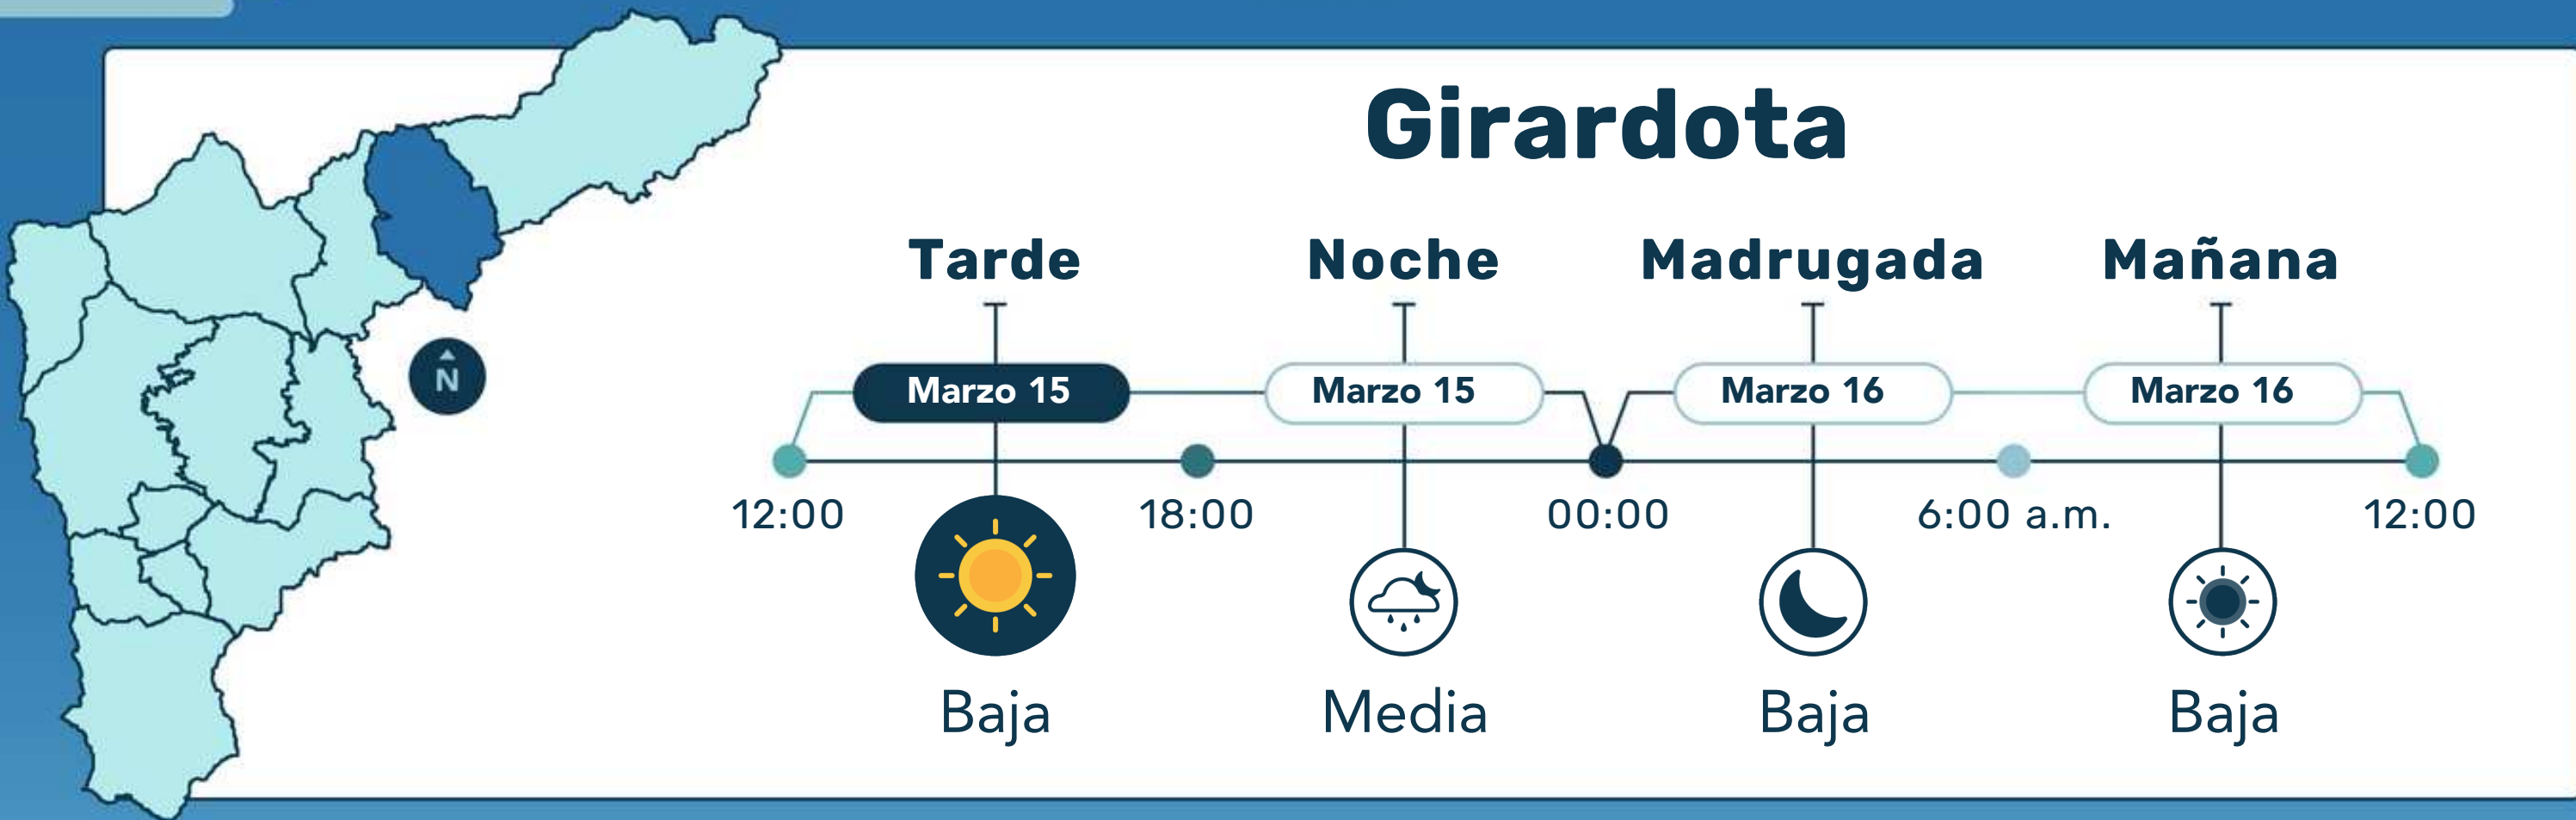 Girardota
Tarde Noche Madrugada Mañana
N
Marzo 15 Marzo 15 Marzo 16 Marzo 16
12:00 18:00 00:00 6:00 a.m. 12:00
Baja Media Baja Baja